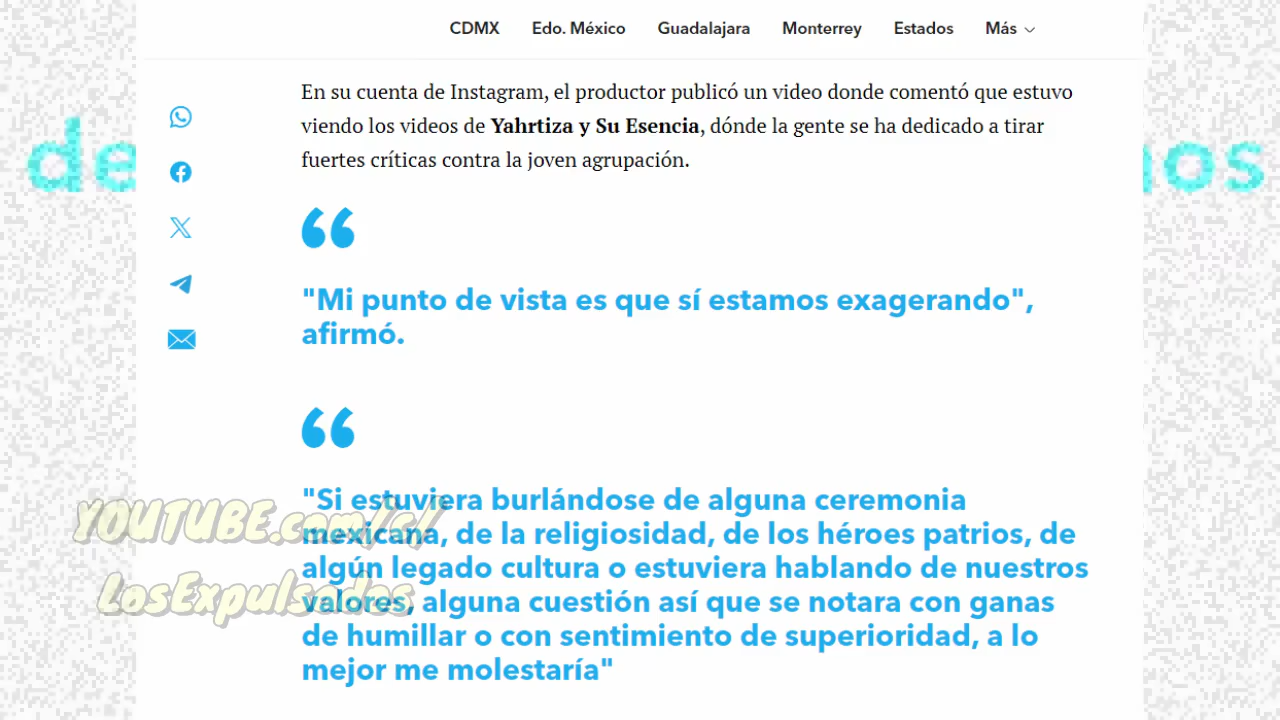 CDMX Edo. México Guadalajara Monterrey Estados Más
En su cuenta de Instagram, el productor publicó un video donde comentó que estuvo
viendo los videos de Yahrtiza y Su Esencia, dónde la gente se ha dedicado a tirar
fuertes críticas contra la joven agrupación.
de
nos
"Mi punto de vista es que sí estamos exagerando",
afirmó.
"Si estuviera burlándose de alguna ceremonia
mexicana, de la religiosidad, de los héroes patrios, de
algún legado cultura o estuviera hablando de nuestros
valores, alguna cuestión así que se notara con ganas
de humillar o con sentimiento de superioridad, a lo
mejor me molestaría"
YOUTUBE.com/c/
LosExpulsados